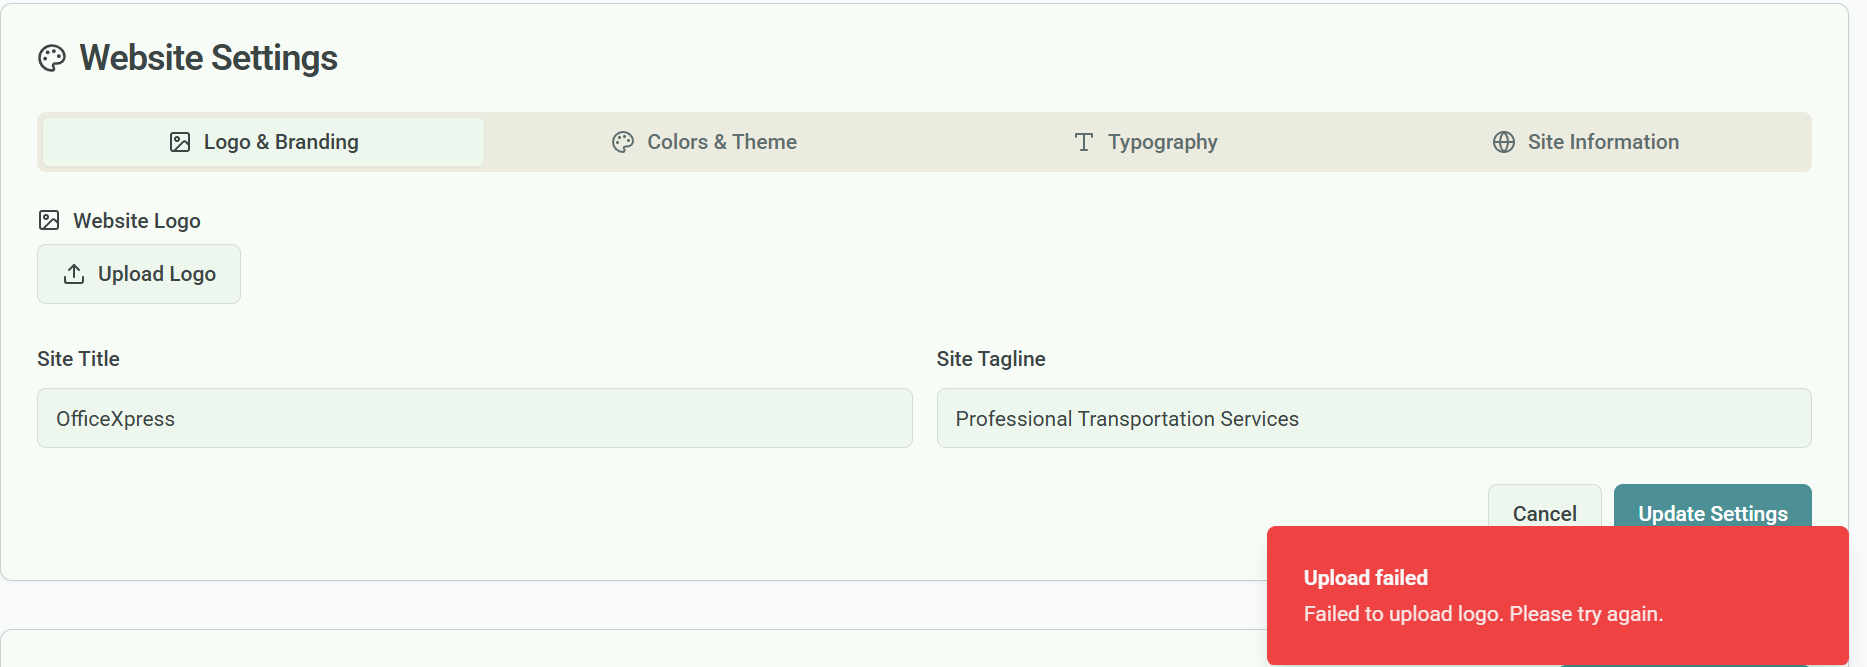 Website Settings
Logo & Branding
Colors & Theme
Typography
Site Information
Website Logo
Upload Logo
Site Title
Site Tagline
OfficeXpress
Professional Transportation Services
Cancel
Update Settings
Upload failed
Failed to upload logo. Please try again.